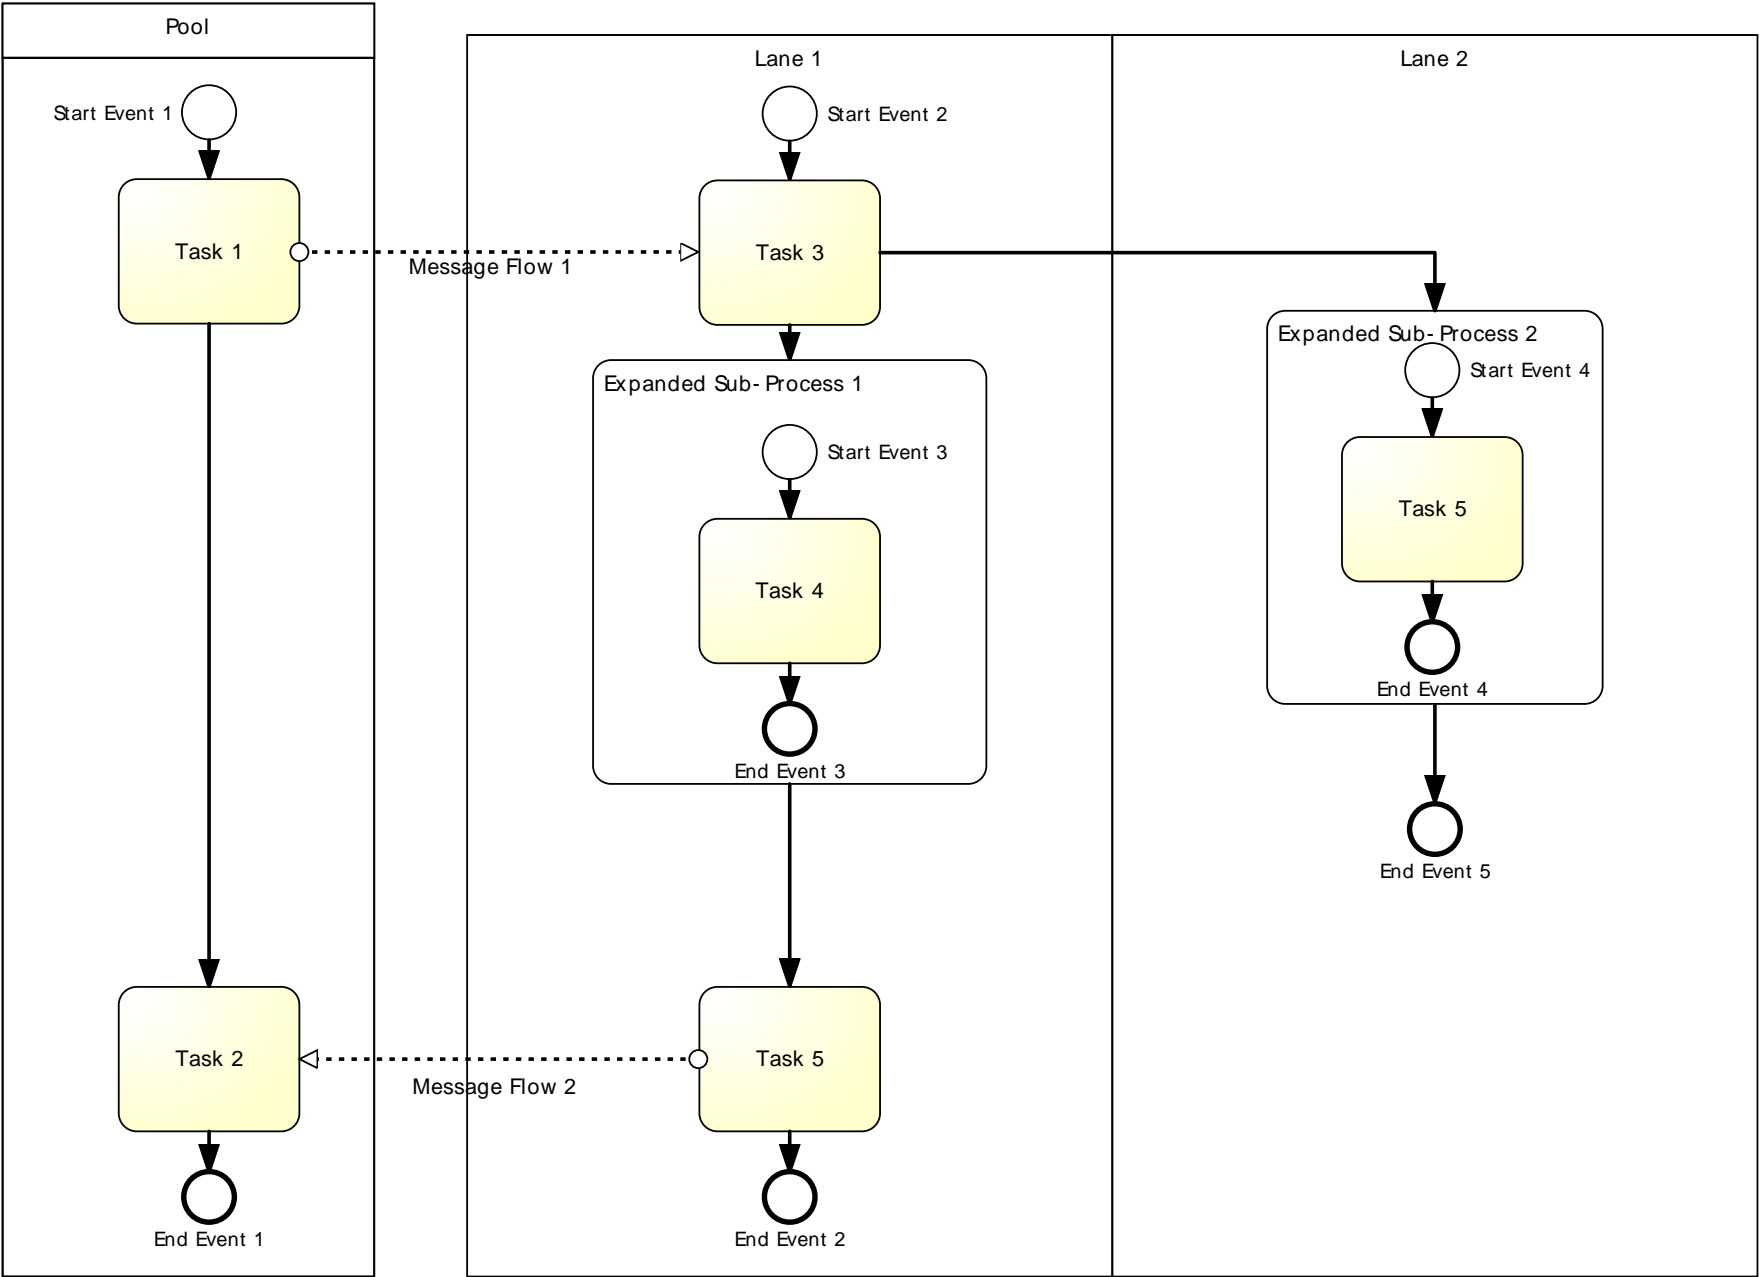 Pool
Start Event 1
Task 1
Message Flow 1
Task 2
Message Flow 2
End Event 1
Lane 1
Start Event 2
Task 3
Expanded Sub-Process 1
Start Event 3
Task 4
End Event 3
Task 5
End Event 2
Lane 2
Expanded Sub-Process 2
Start Event 4
Task 5
End Event 4
End Event 5